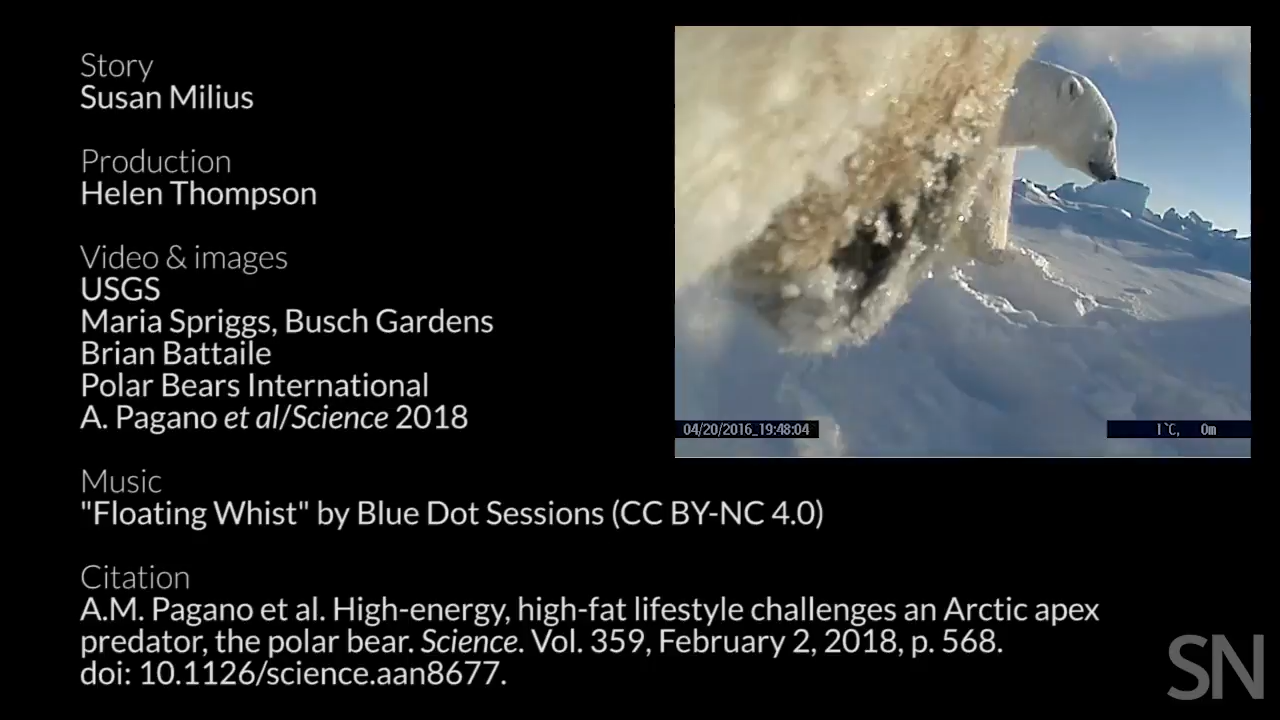 Story
Susan Milius
Production
Helen Thompson
Video & images
USGS
Maria Spriggs, Busch Gardens
Brian Battaile
Polar Bears International
A. Pagano et al/Science 2018
04/20/2016_19:48:04
1`C, 0m
Music
"Floating Whist" by Blue Dot Sessions (CC BY-NC 4.0)
Citation
A.M. Pagano et al. High-energy, high-fat lifestyle challenges an Arctic apex
predator, the polar bear. Science. Vol. 359, February 2, 2018, p. 568.
doi: 10.1126/science.aan8677.
SN